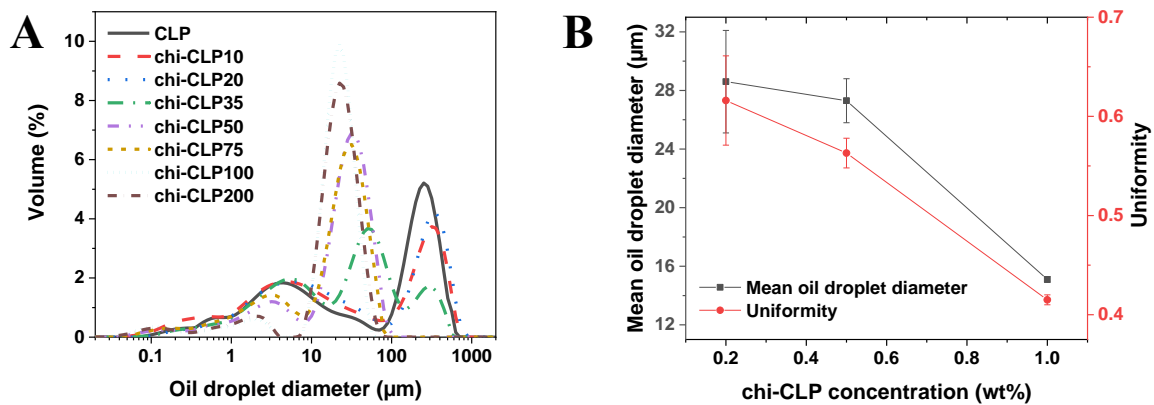 A
CLP
chi-CLP10
chi-CLP20
chi-CLP35
chi-CLP50
chi-CLP75
chi-CLP100
chi-CLP200
Volume (%)
10
8
6
4
2
0
0.1 1 10 100 1000
Oil droplet diameter (µm)
B
Mean oil droplet diameter (µm)
36
32
28
24
20
16
12
Mean oil droplet diameter
Uniformity
0.2 0.4 0.6 0.8 1.0
chi-CLP concentration (wt%)
0.7
0.6
0.5
0.4
Uniformity